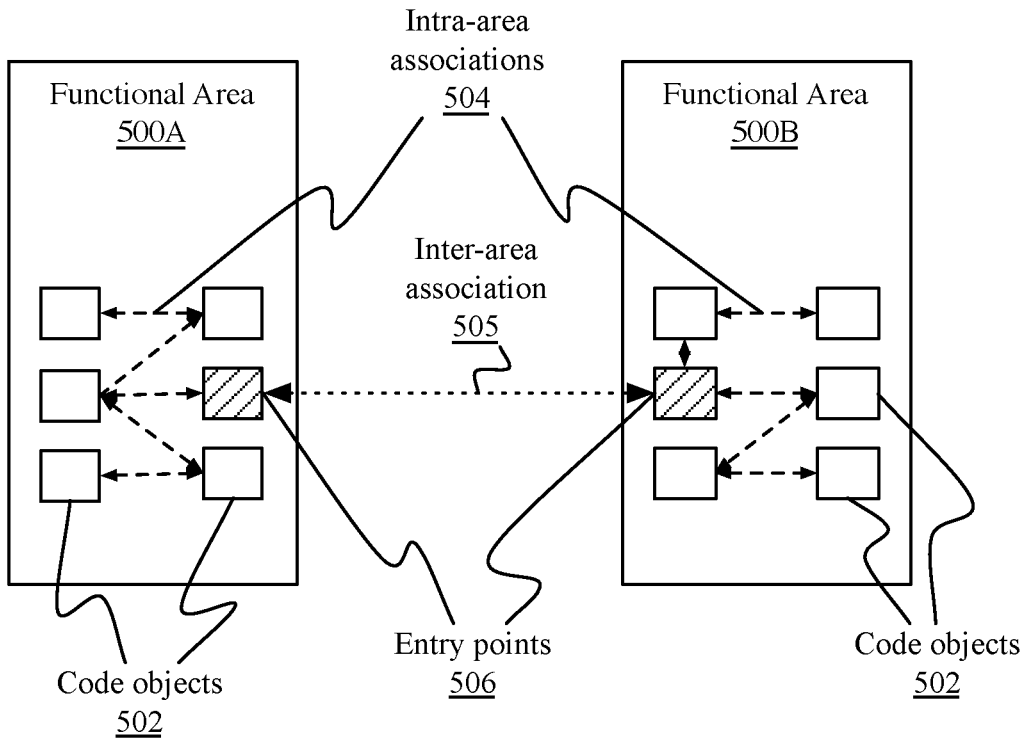 Intra-area
associations
504
Functional Area
500A
Functional Area
500B
Inter-area
association
505
Entry points
506
Code objects
502
Code objects
502